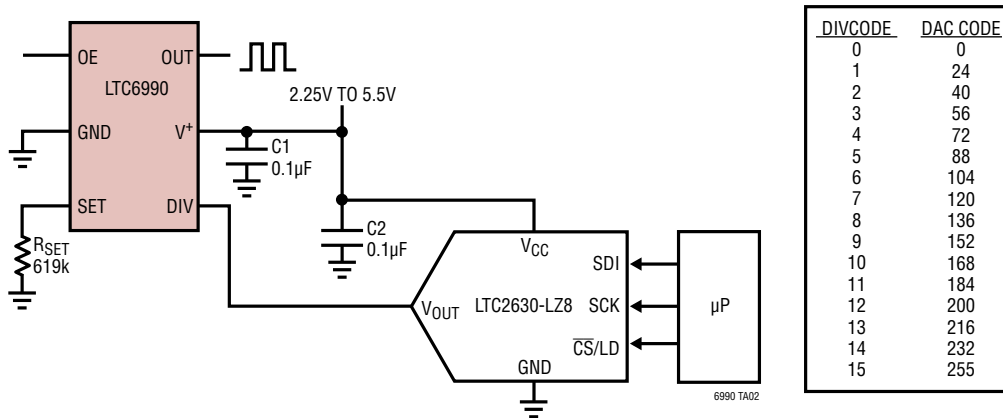 OE
OUT
LTC6990
2.25V TO 5.5V
GND
V+
C1
0.1µF
SET
DIV
RSET
619k
C2
0.1µF
VCC
SDI
VOUT
LTC2630-LZ8
SCK
µP
CS/LD
GND
6990 TA02
DIVCODE DAC CODE
0 0
1 24
2 40
3 56
4 72
5 88
6 104
7 120
8 136
9 152
10 168
11 184
12 200
13 216
14 232
15 255